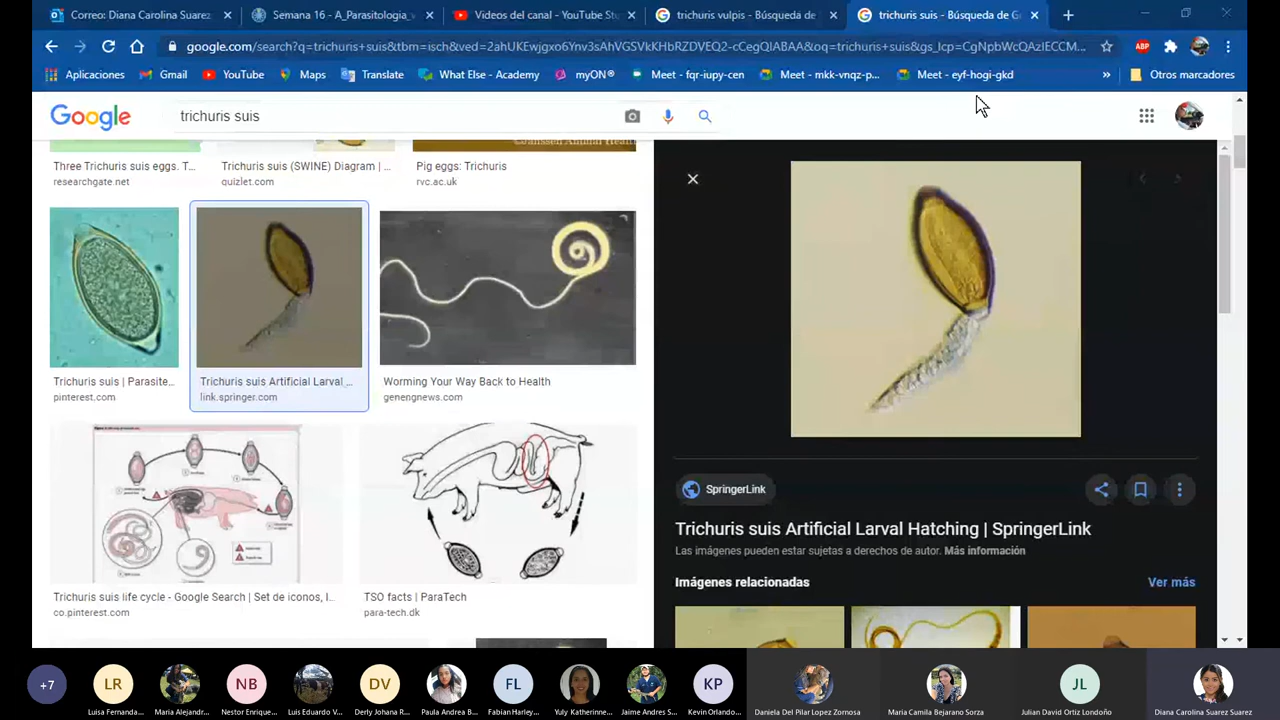 Correo: Diana Carolina Suarez
Semana 16 - A_Parasitologia_
Videos del canal - YouTube St
trichuris vulpis - Búsqueda de
trichuris suis - Búsqueda de G
google.com/search?q=trichuris+suis&tbm=isch&ved=2ahUKEwjgxo6Ynv3sAhVGSVkKHbRZDVEQ2-cCegQIABAA&oq=trichuris+suis&gs_lcp=CgNpbWcQAzIECCM...
ABP
Aplicaciones
Gmail
YouTube
Maps
Translate
What Else - Academy
myON®
Meet - fqr-iupy-cen
Meet - mkk-vnqz-p...
Meet - eyf-hogi-gkd
»
Otros marcadores
Google
trichuris suis
Three Trichuris suis eggs. T...
researchgate.net
Trichuris suis (SWINE) Diagram | ...
quizlet.com
Pig eggs: Trichuris
rvc.ac.uk
Trichuris suis | Parasite...
pinterest.com
Trichuris suis Artificial Larval...
link.springer.com
Worming Your Way Back to Health
genengnews.com
Trichuris suis life cycle - Google Search | Set de iconos, I...
co.pinterest.com
TSO facts | ParaTech
para-tech.dk
SpringerLink
Trichuris suis Artificial Larval Hatching | SpringerLink
Las imágenes pueden estar sujetas a derechos de autor. Más información
Imágenes relacionadas
Ver más
+7
LR
NB
DV
FL
KP
JL
Luisa Fernanda...
Maria Alejandr...
Nestor Enrique...
Luis Eduardo V...
Derly Johana R...
Paula Andrea B...
Fabian Harley...
Yuly Katherinne...
Jaime Andres S...
Kevin Orlando...
Daniela Del Pilar Lopez Zornosa
Maria Camila Bejarano Sorza
Julian David Ortiz Londoño
Diana Carolina Suarez Suarez